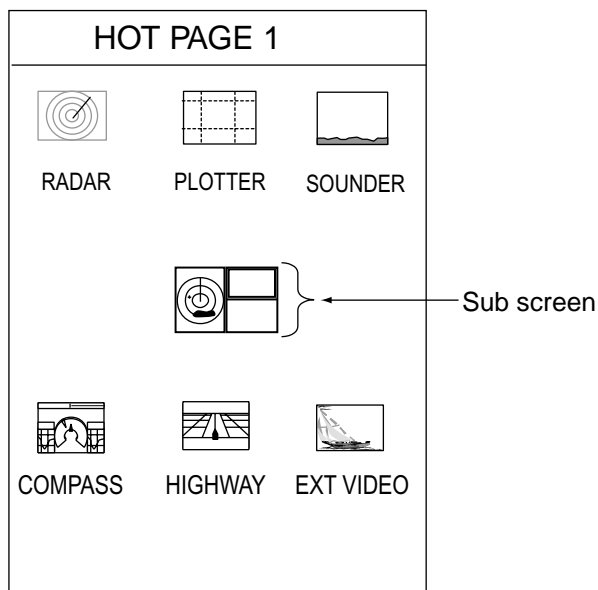 HOT PAGE 1
RADAR PLOTTER SOUNDER
Sub screen
COMPASS HIGHWAY EXT VIDEO